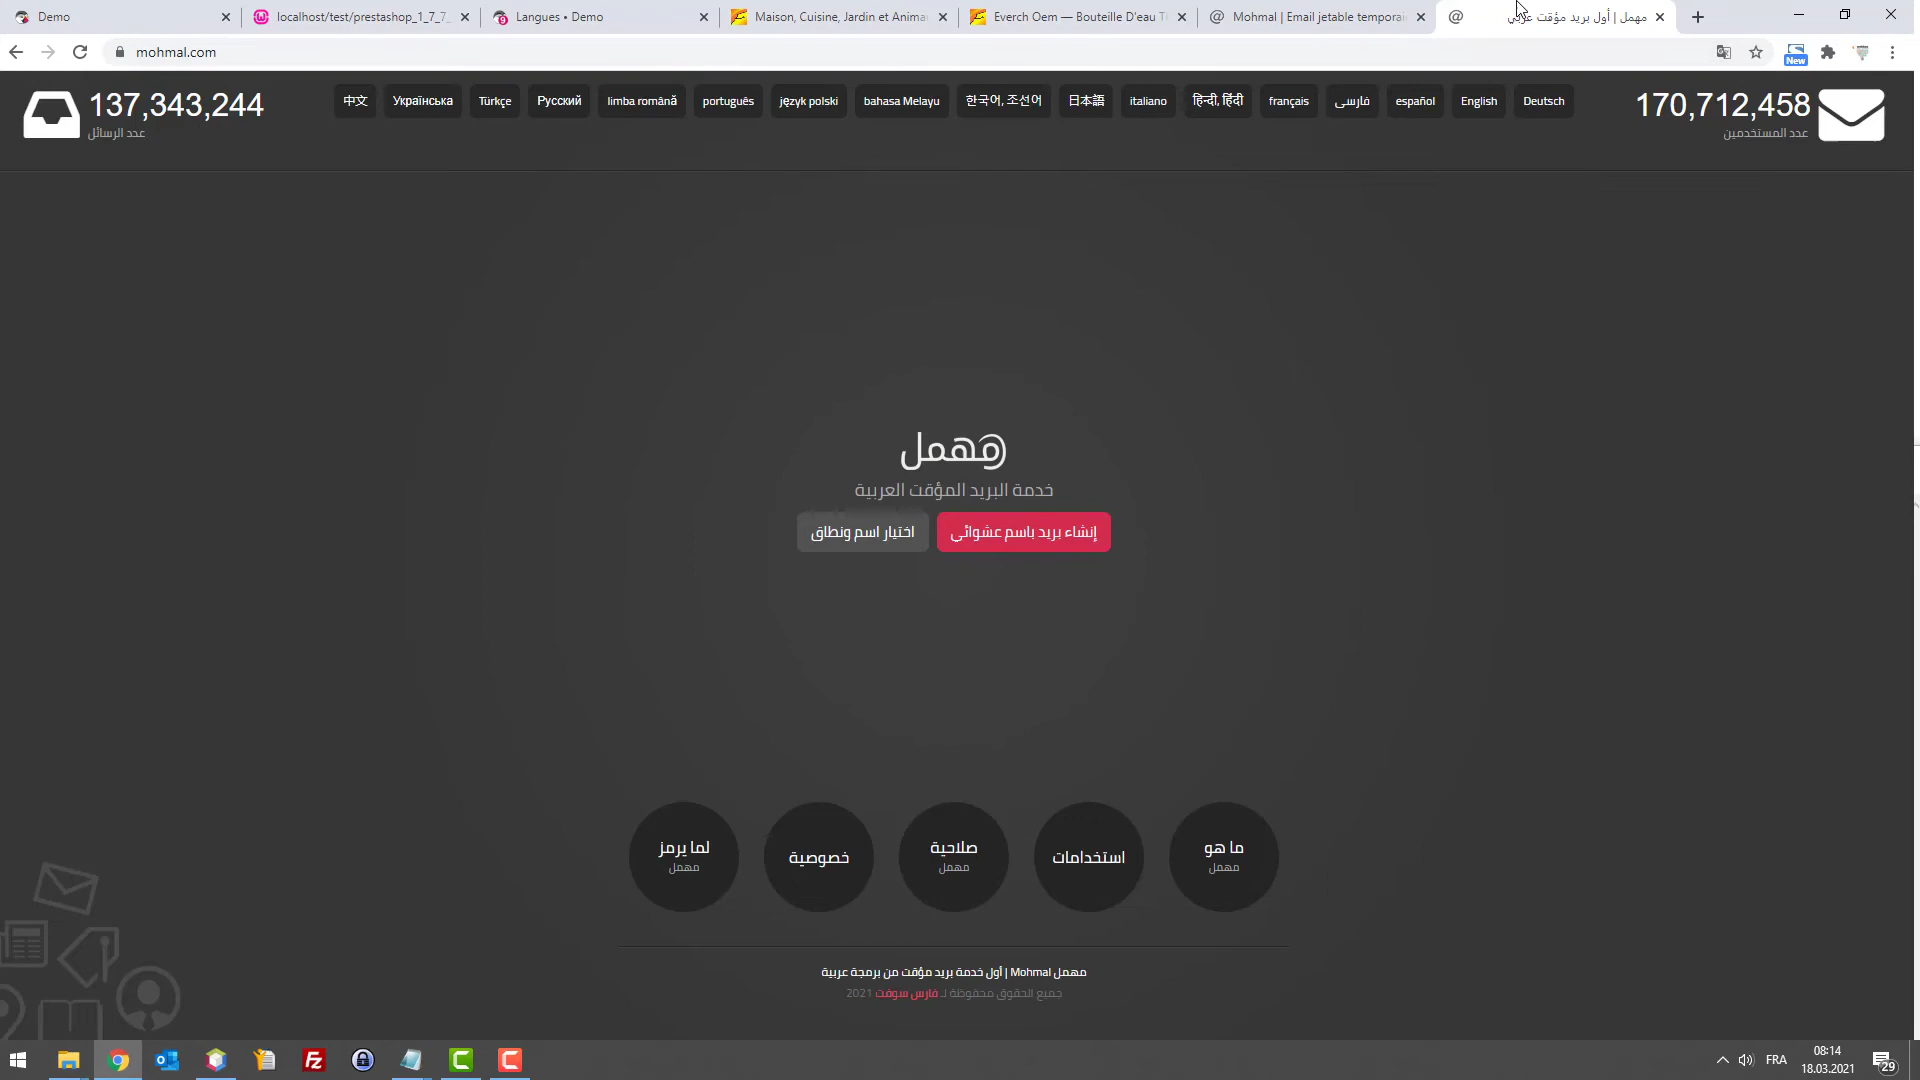 Demo
localhost/test/prestashop_1_7_7_
Langues • Demo
Maison, Cuisine, Jardin et Anima
Everch Oem — Bouteille D'eau T
Mohmal | Email jetable temporai
مهمل | أول بريد مؤقت عربي
mohmal.com
New
137,343,244
عدد الرسائل
中文
Українська
Türkçe
Русский
limba română
português
język polski
bahasa Melayu
한국어, 조선어
日本語
italiano
हिन्दी, हिंदी
français
فارسی
español
English
Deutsch
170,712,458
عدد المستخدمين
مهمل
خدمة البريد المؤقت العربية
إنشاء بريد باسم عشوائي
اختيار اسم ونطاق
ما هو
مهمل
استخدامات
صلاحية
مهمل
خصوصية
لما يرمز
مهمل
مهمل Mohmal | أول خدمة بريد مؤقت من برمجة عربية
جميع الحقوق محفوظة لـ فارس سوفت 2021
FRA
08:14
18.03.2021
29